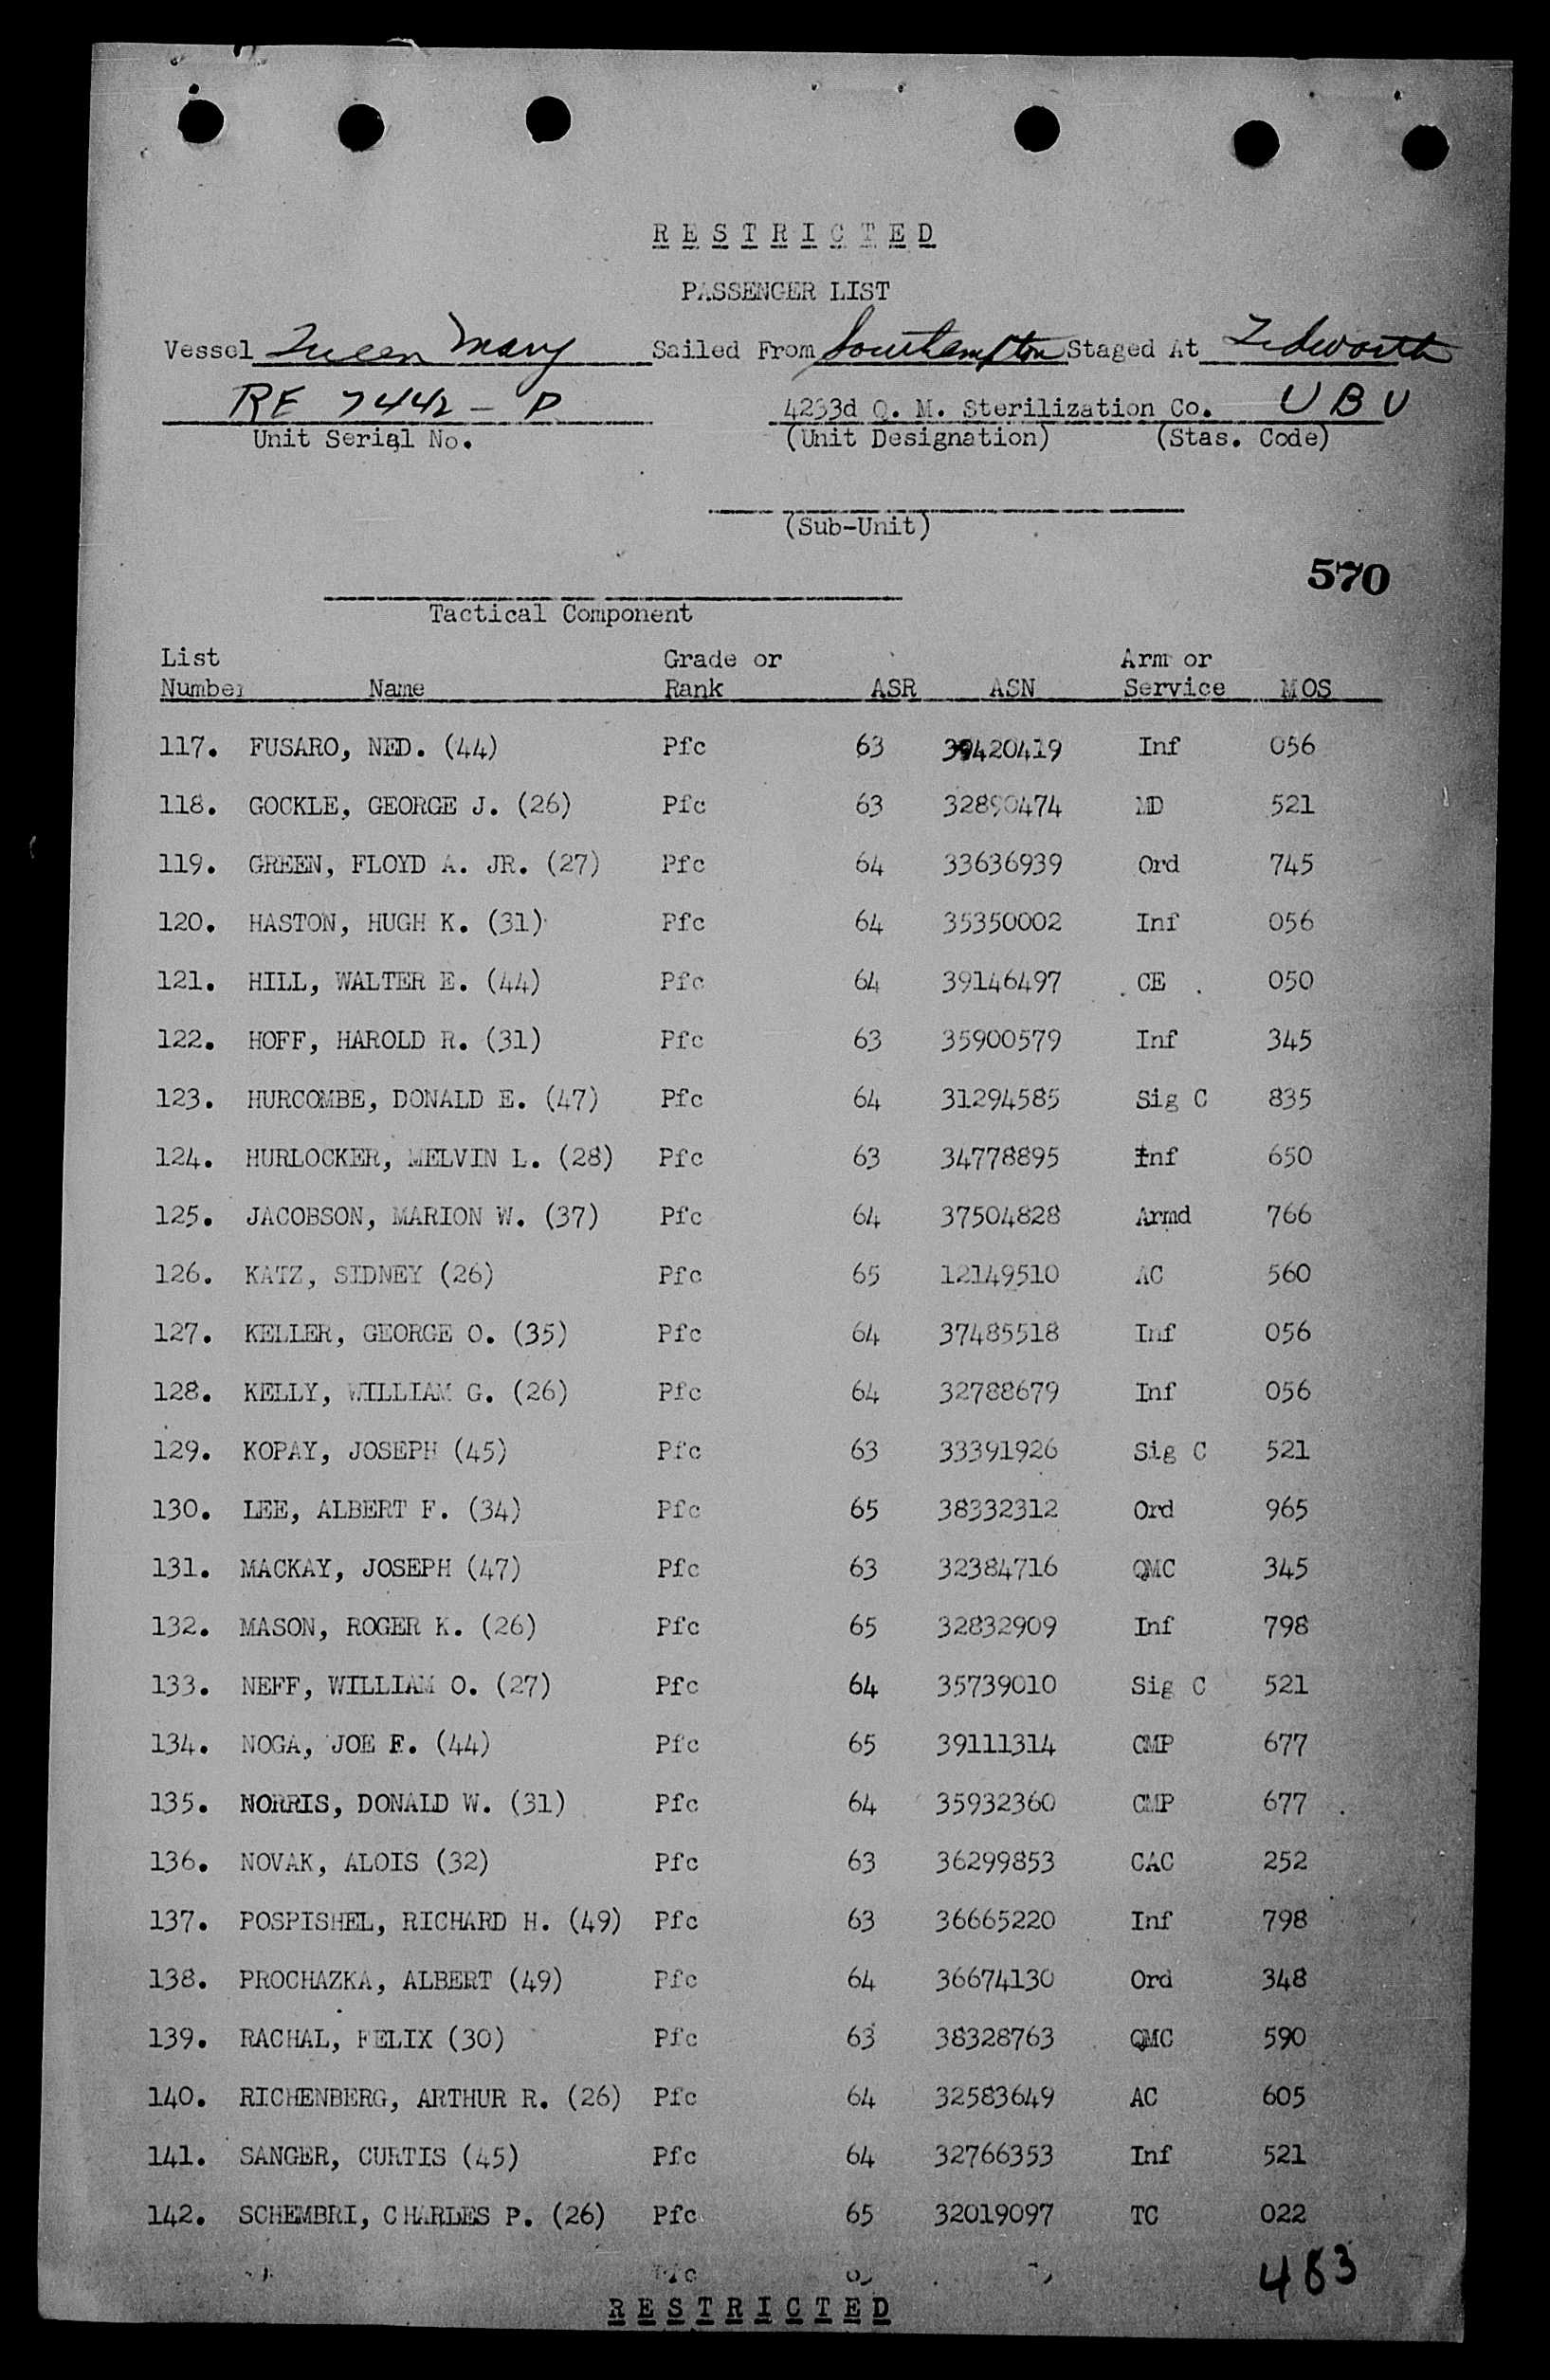 RESTRICTED
PASSENGER LIST
Vessel Queen Mary Sailed From Southampton Staged At Tidworth
RE 7442 - P 4233d Q. M. Sterilization Co. UBU
Unit Serial No. (Unit Designation) (Stas. Code)
(Sub-Unit)
570
Tactical Component
List Grade or Arm or
Number Name Rank ASR ASN Service MOS
117. FUSARO, NED. (44) Pfc 63 39420419 Inf 056
118. GOCKLE, GEORGE J. (26) Pfc 63 32890474 MD 521
119. GREEN, FLOYD A. JR. (27) Pfc 64 33636939 Ord 745
120. HASTON, HUGH K. (31) Pfc 64 35350002 Inf 056
121. HILL, WALTER E. (44) Pfc 64 39146497 CE 050
122. HOFF, HAROLD R. (31) Pfc 63 35900579 Inf 345
123. HURCOMBE, DONALD E. (47) Pfc 64 31294585 Sig C 835
124. HURLOCKER, MELVIN L. (28) Pfc 63 34778895 Inf 650
125. JACOBSON, MARION W. (37) Pfc 64 37504828 Armd 766
126. KATZ, SIDNEY (26) Pfc 65 12149510 AC 560
127. KELLER, GEORGE O. (35) Pfc 64 37485518 Inf 056
128. KELLY, WILLIAM G. (26) Pfc 64 32788679 Inf 056
129. KOPAY, JOSEPH (45) Pfc 63 33391926 Sig C 521
130. LEE, ALBERT F. (34) Pfc 65 38332312 Ord 965
131. MACKAY, JOSEPH (47) Pfc 63 32384716 QMC 345
132. MASON, ROGER K. (26) Pfc 65 32832909 Inf 798
133. NEFF, WILLIAM O. (27) Pfc 64 35739010 Sig C 521
134. NOGA, JOE F. (44) Pfc 65 39111314 CMP 677
135. NORRIS, DONALD W. (31) Pfc 64 35932360 CMP 677
136. NOVAK, ALOIS (32) Pfc 63 36299853 CAC 252
137. POSPISHEL, RICHARD H. (49) Pfc 63 36665220 Inf 798
138. PROCHAZKA, ALBERT (49) Pfc 64 36674130 Ord 348
139. RACHAL, FELIX (30) Pfc 63 38328763 QMC 590
140. RICHENBERG, ARTHUR R. (26) Pfc 64 32583649 AC 605
141. SANGER, CURTIS (45) Pfc 64 32766353 Inf 521
142. SCHEMBRI, CHARLES P. (26) Pfc 65 32019097 TC 022
483
RESTRICTED